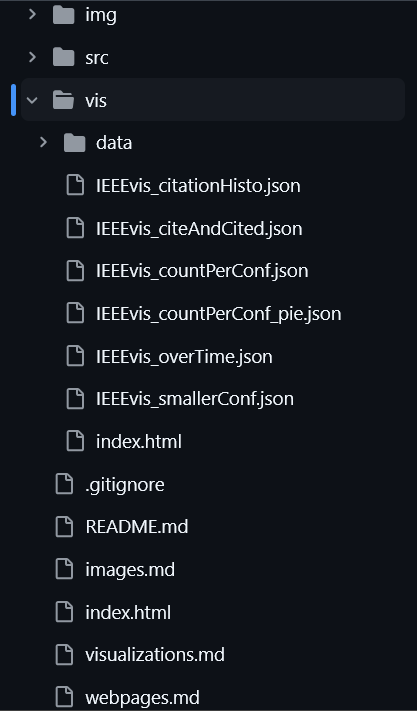 img
src
vis
data
IEEEvis_citationHisto.json
IEEEvis_citeAndCited.json
IEEEvis_countPerConf.json
IEEEvis_countPerConf_pie.json
IEEEvis_overTime.json
IEEEvis_smallerConf.json
index.html
.gitignore
README.md
images.md
index.html
visualizations.md
webpages.md